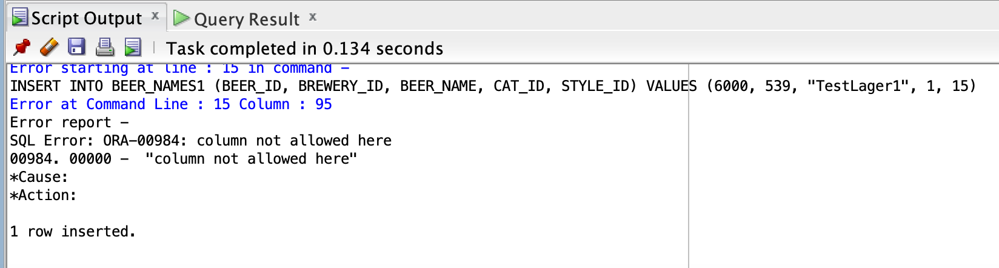 Script Output x Query Result x
Task completed in 0.134 seconds
Error starting at line : 15 in command -
INSERT INTO BEER_NAMES1 (BEER_ID, BREWERY_ID, BEER_NAME, CAT_ID, STYLE_ID) VALUES (6000, 539, "TestLager1", 1, 15)
Error at Command Line : 15 Column : 95
Error report -
SQL Error: ORA-00984: column not allowed here
00984. 00000 -  "column not allowed here"
*Cause:
*Action:
1 row inserted.